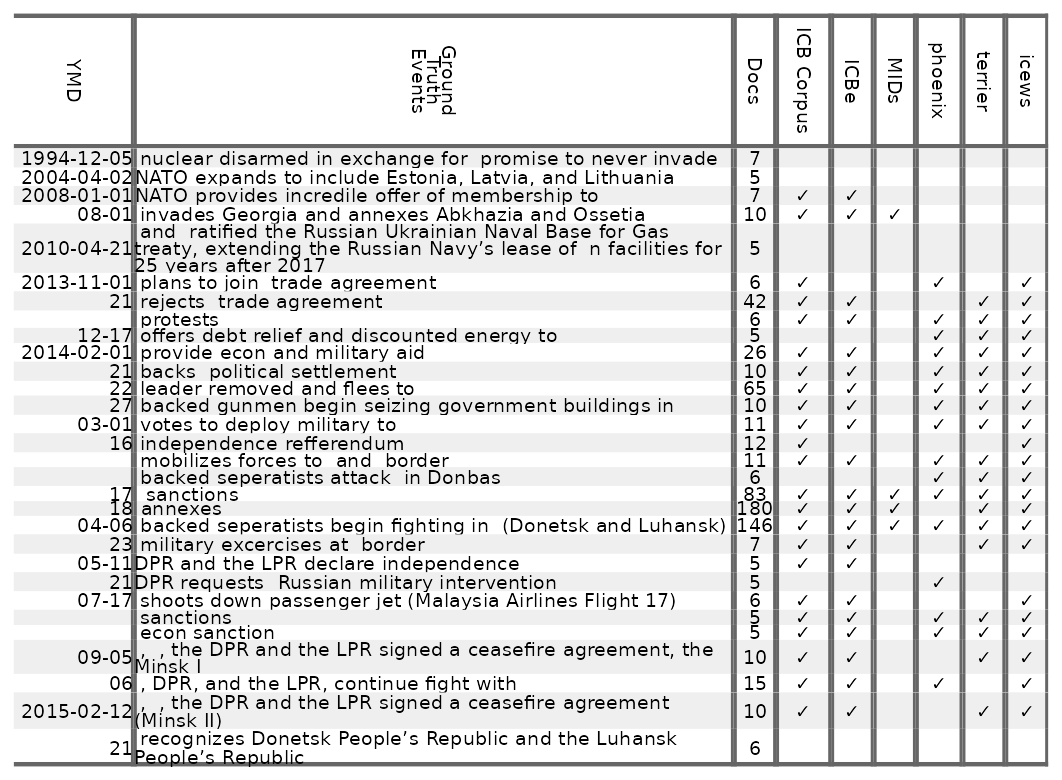 YMD Ground Truth Events Docs ICB Corpus ICBe MIDs phoenix terrier icews
1994-12-05 nuclear disarmed in exchange for promise to never invade 7
2004-04-02 NATO expands to include Estonia, Latvia, and Lithuania 5
2008-01-01 NATO provides incredile offer of membership to 7 ✓ ✓
08-01 invades Georgia and annexes Abkhazia and Ossetia 10 ✓ ✓ ✓
and ratified the Russian Ukrainian Naval Base for Gas
2010-04-21 treaty, extending the Russian Navy's lease of n facilities for 5
25 years after 2017
2013-11-01 plans to join trade agreement 6 ✓ ✓ ✓
21 rejects trade agreement 42 ✓ ✓ ✓ ✓
protests 6 ✓ ✓ ✓ ✓ ✓
12-17 offers debt relief and discounted energy to 5 ✓ ✓ ✓
2014-02-01 provide econ and military aid 26 ✓ ✓ ✓ ✓ ✓
21 backs political settlement 10 ✓ ✓ ✓ ✓ ✓
22 leader removed and flees to 65 ✓ ✓ ✓ ✓ ✓
27 backed gunmen begin seizing government buildings in 10 ✓ ✓ ✓ ✓ ✓
03-01 votes to deploy military to 11 ✓ ✓ ✓ ✓ ✓
16 independence refferendum 12 ✓ ✓
mobilizes forces to and border 11 ✓ ✓ ✓ ✓ ✓
backed seperatists attack in Donbas 6 ✓ ✓ ✓
17 sanctions 83 ✓ ✓ ✓ ✓ ✓ ✓
18 annexes 180 ✓ ✓ ✓ ✓ ✓
04-06 backed seperatists begin fighting in (Donetsk and Luhansk) 146 ✓ ✓ ✓ ✓ ✓ ✓
23 military excercises at border 7 ✓ ✓ ✓ ✓
05-11 DPR and the LPR declare independence 5 ✓ ✓
21 DPR requests Russian military intervention 5 ✓
07-17 shoots down passenger jet (Malaysia Airlines Flight 17) 6 ✓ ✓ ✓
sanctions 5 ✓ ✓ ✓ ✓ ✓
econ sanction 5 ✓ ✓ ✓ ✓ ✓
09-05 , , the DPR and the LPR signed a ceasefire agreement, the 10 ✓ ✓ ✓ ✓
Minsk I
06 , DPR, and the LPR, continue fight with 15 ✓ ✓ ✓ ✓
2015-02-12 , , the DPR and the LPR signed a ceasefire agreement 10 ✓ ✓ ✓ ✓
(Minsk II)
21 recognizes Donetsk People's Republic and the Luhansk 6
People's Republic